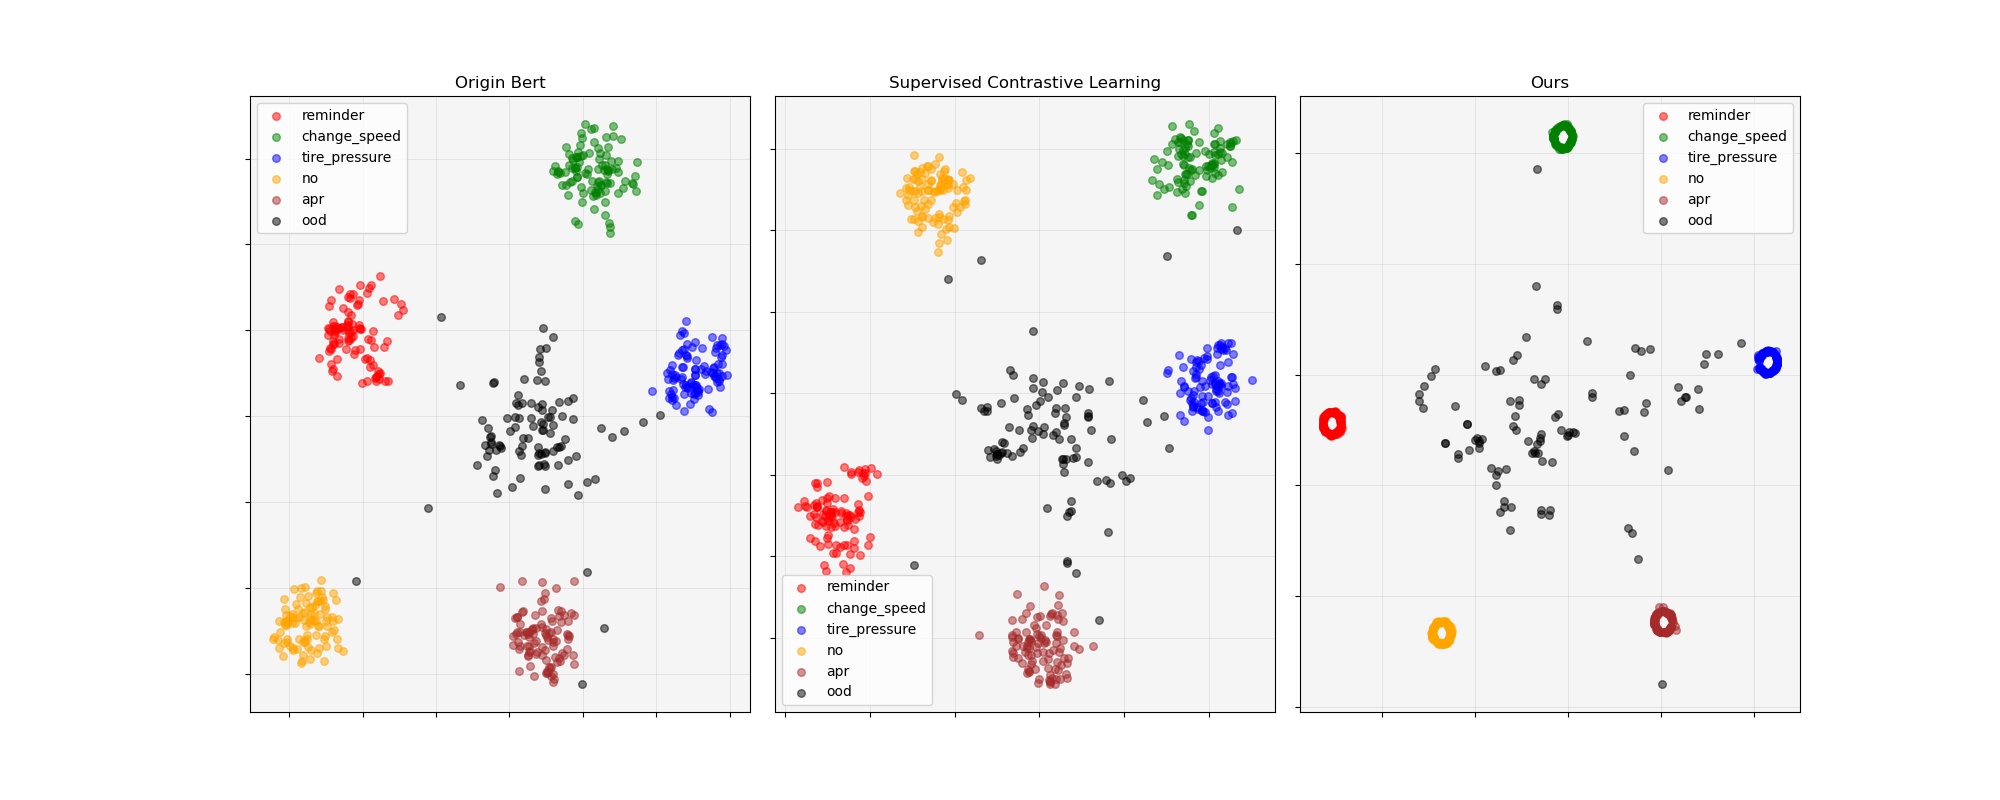 Origin Bert
reminder
change_speed
tire_pressure
no
apr
ood
Supervised Contrastive Learning
reminder
change_speed
tire_pressure
no
apr
ood
Ours
reminder
change_speed
tire_pressure
no
apr
ood